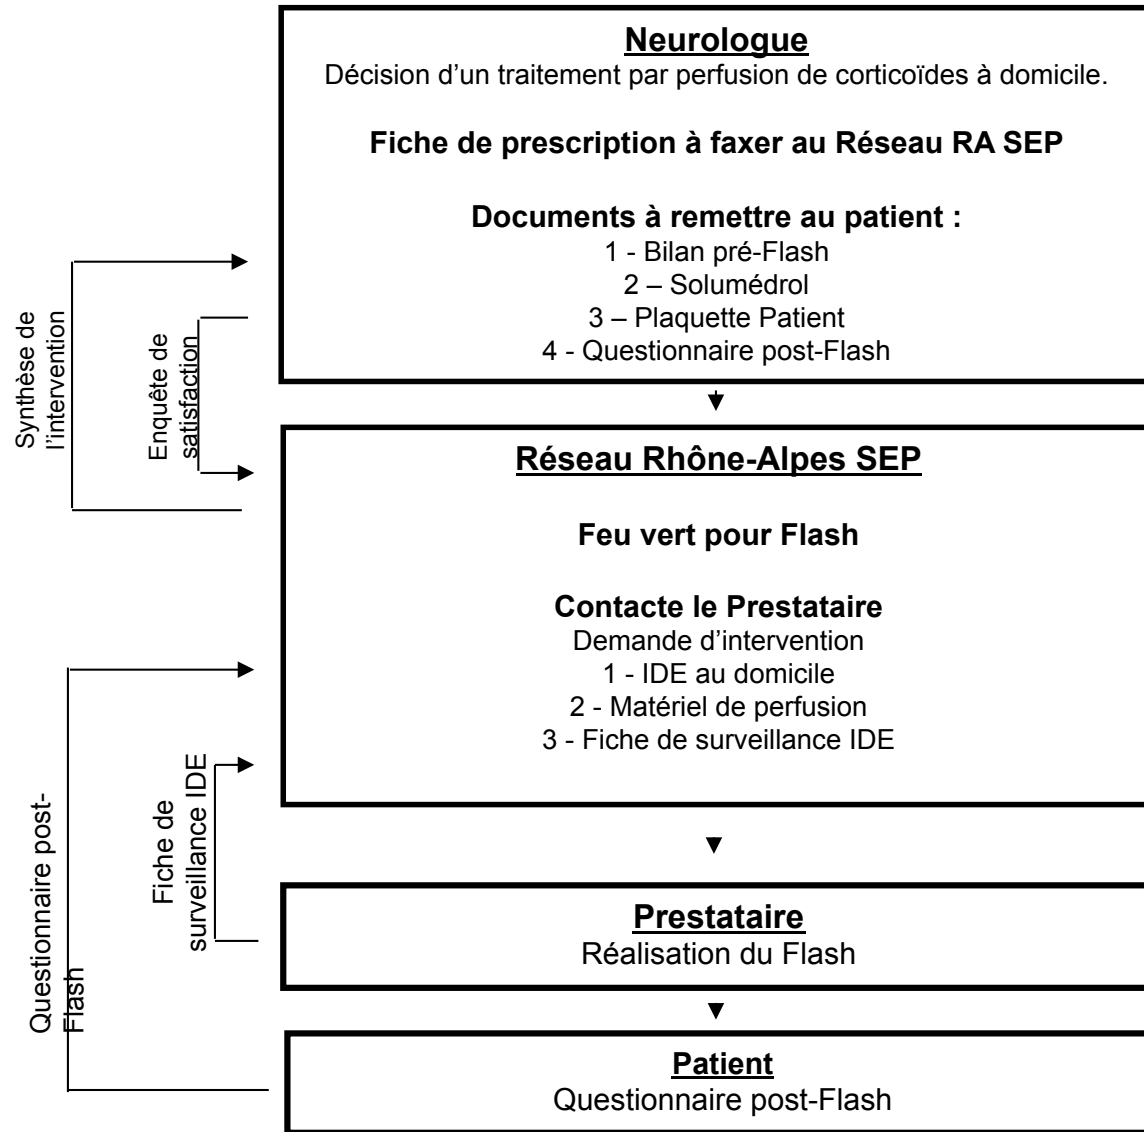 Neurologue
Décision d’un traitement par perfusion de corticoïdes à domicile.
Fiche de prescription à faxer au Réseau RA SEP
Documents à remettre au patient :
1 - Bilan pré-Flash
2 – Solumédrol
3 – Plaquette Patient
4 - Questionnaire post-Flash
Synthèse de
l’intervention
Enquête de
satisfaction
Réseau Rhône-Alpes SEP
Feu vert pour Flash
Contacte le Prestataire
Demande d’intervention
1 - IDE au domicile
2 - Matériel de perfusion
3 - Fiche de surveillance IDE
Questionnaire post-
Flash
Fiche de
surveillance IDE
Prestataire
Réalisation du Flash
Patient
Questionnaire post-Flash